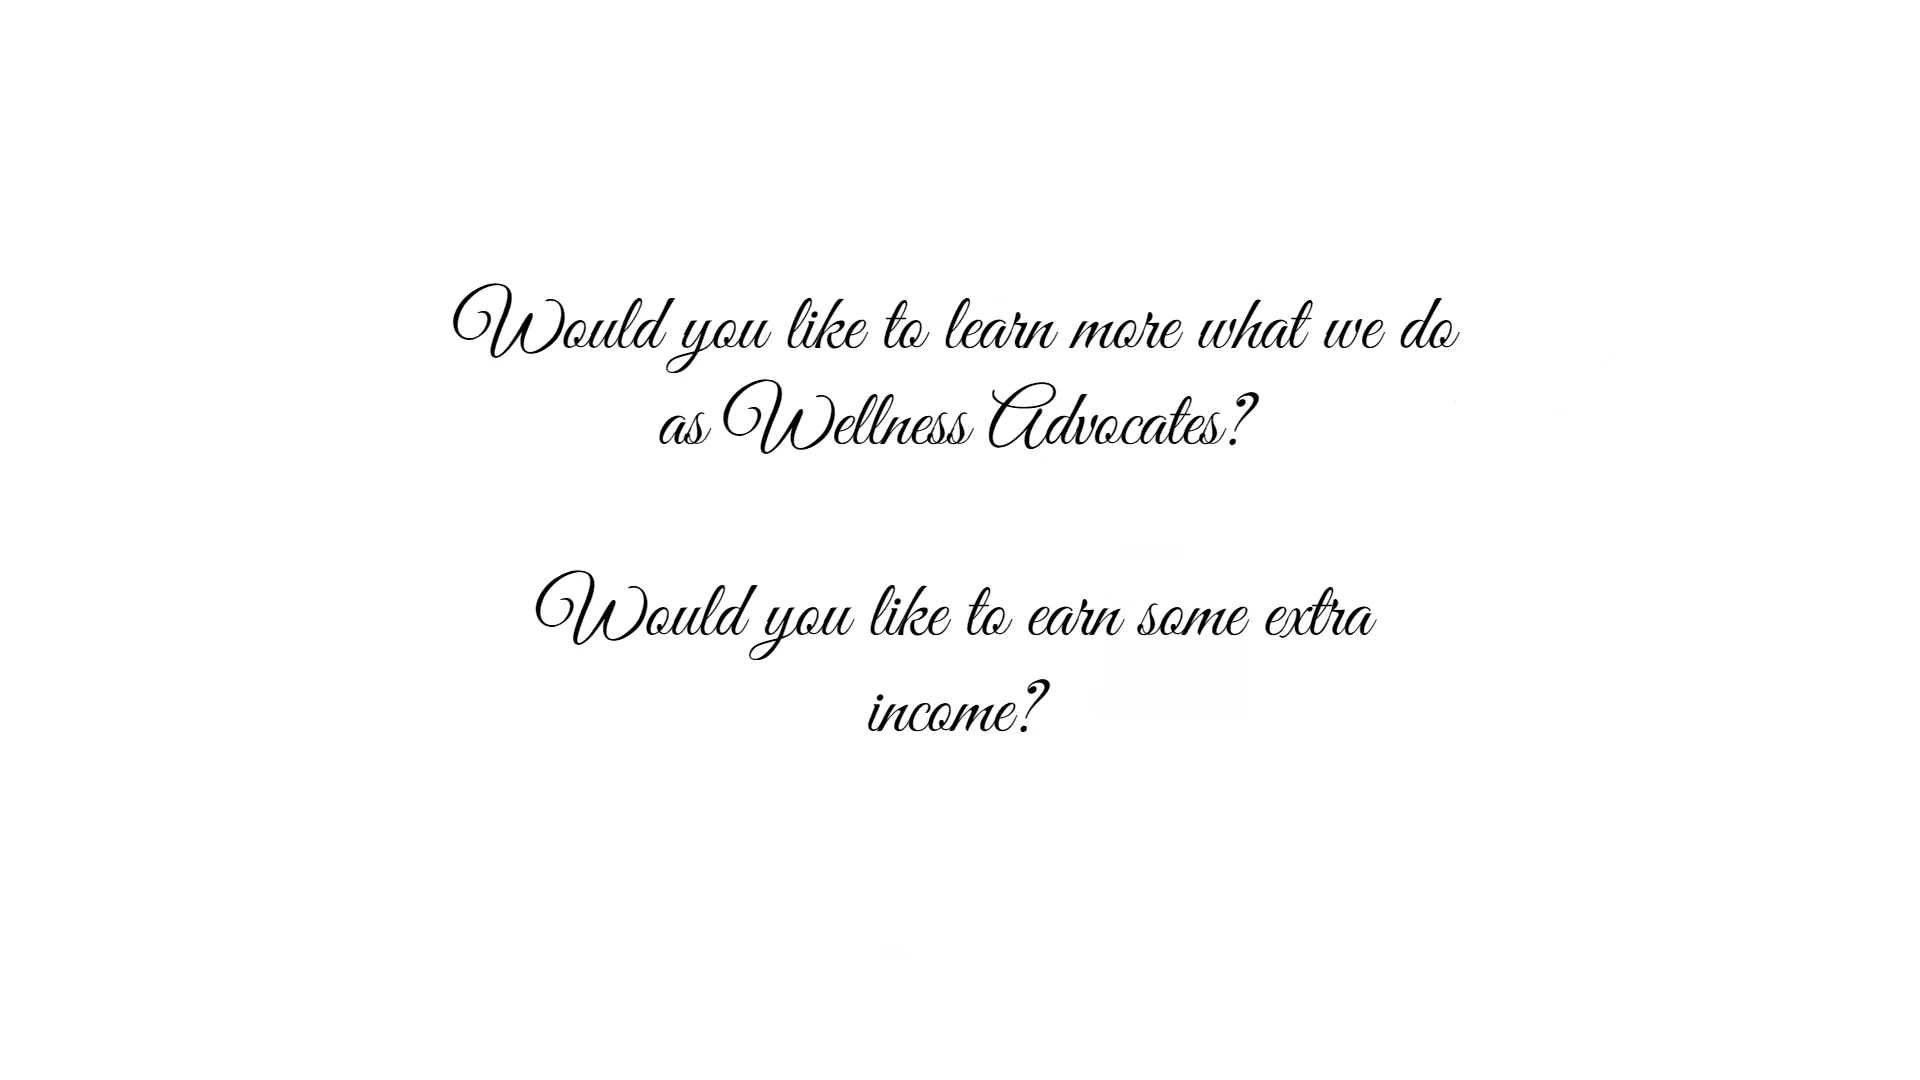 Would you like to learn more what we do
as Wellness Advocates?
Would you like to earn some extra
income?